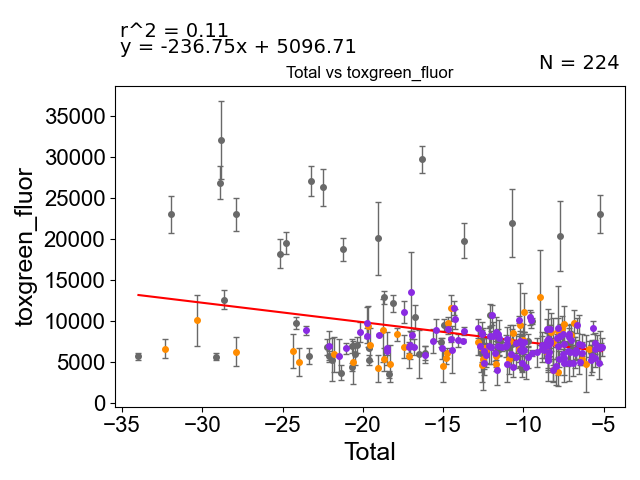 r^2 = 0.11
y = -236.75x + 5096.71
N = 224
Total vs toxgreen_fluor
toxgreen_fluor
35000
30000
25000
20000
15000
10000
5000
0
−35
−30
−25
−20
−15
−10
−5
Total